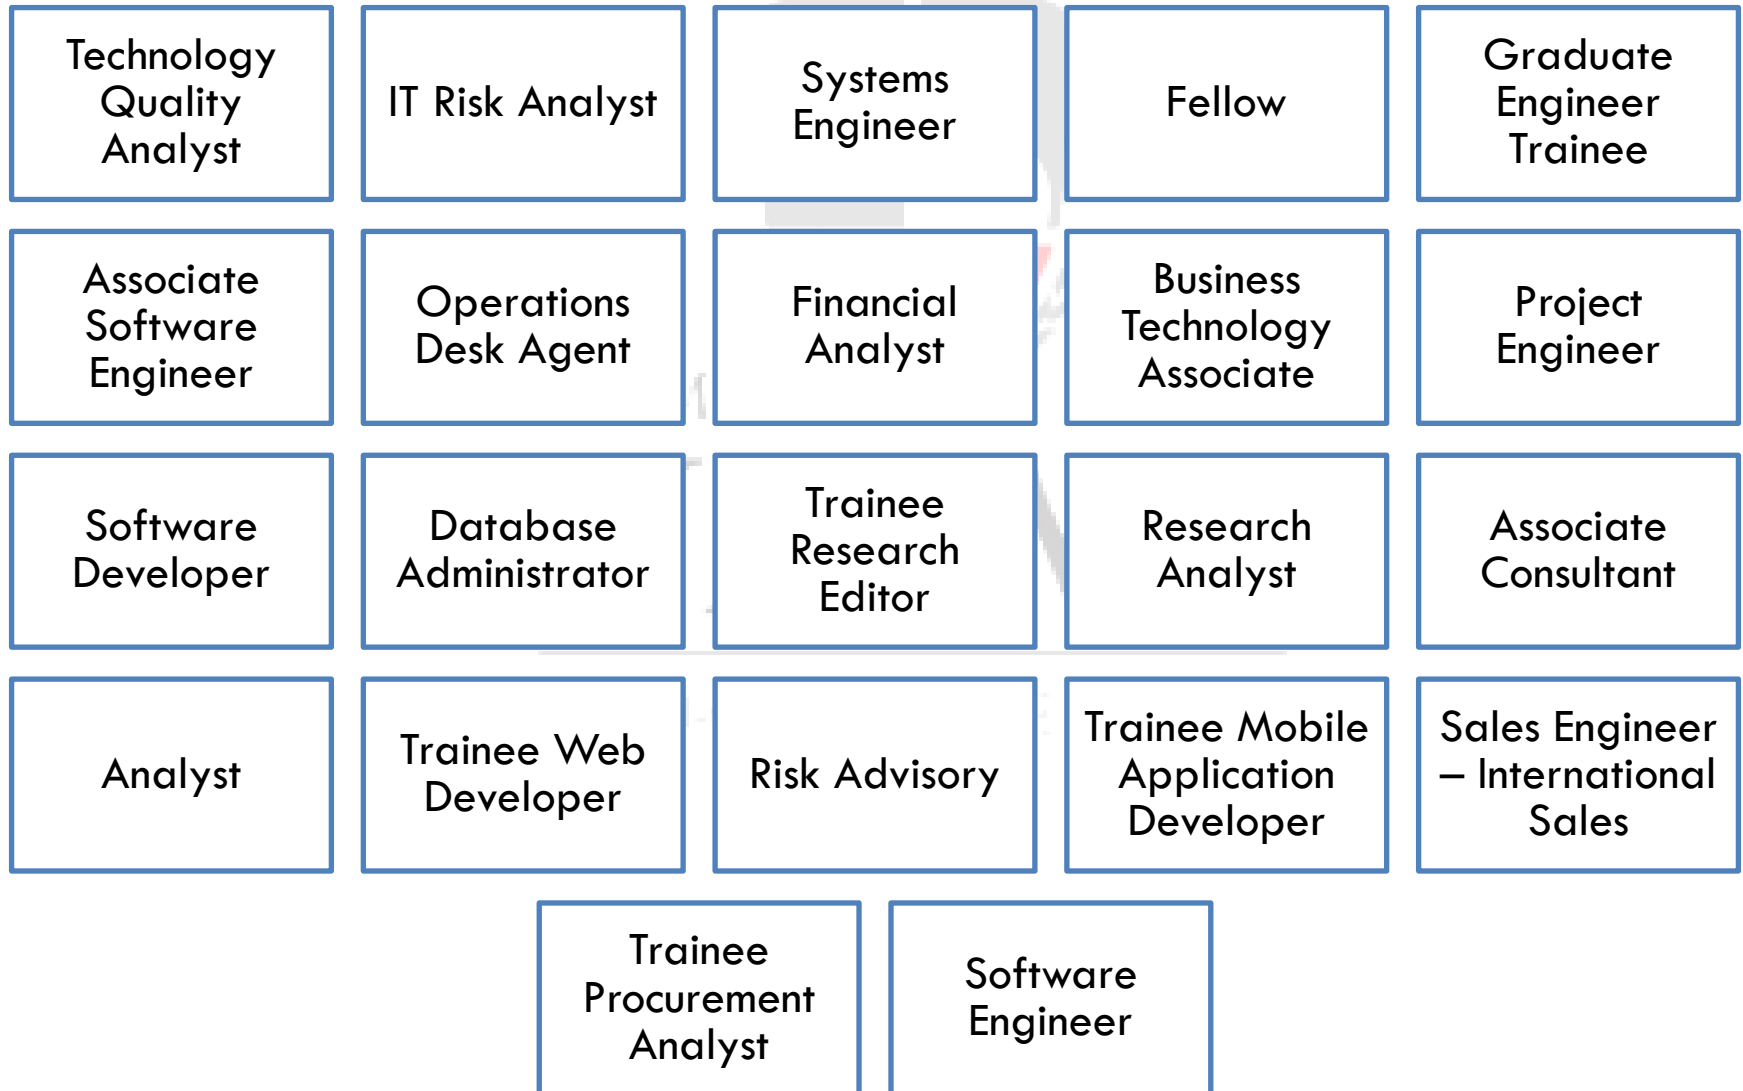 Technology
Quality
Analyst
IT Risk Analyst
Systems
Engineer
Fellow
Graduate
Engineer
Trainee
Associate
Software
Engineer
Operations
Desk Agent
Financial
Analyst
Business
Technology
Associate
Project
Engineer
Software
Developer
Database
Administrator
Trainee
Research
Editor
Research
Analyst
Associate
Consultant
Analyst
Trainee Web
Developer
Risk Advisory
Trainee Mobile
Application
Developer
Sales Engineer
– International
Sales
Trainee
Procurement
Analyst
Software
Engineer